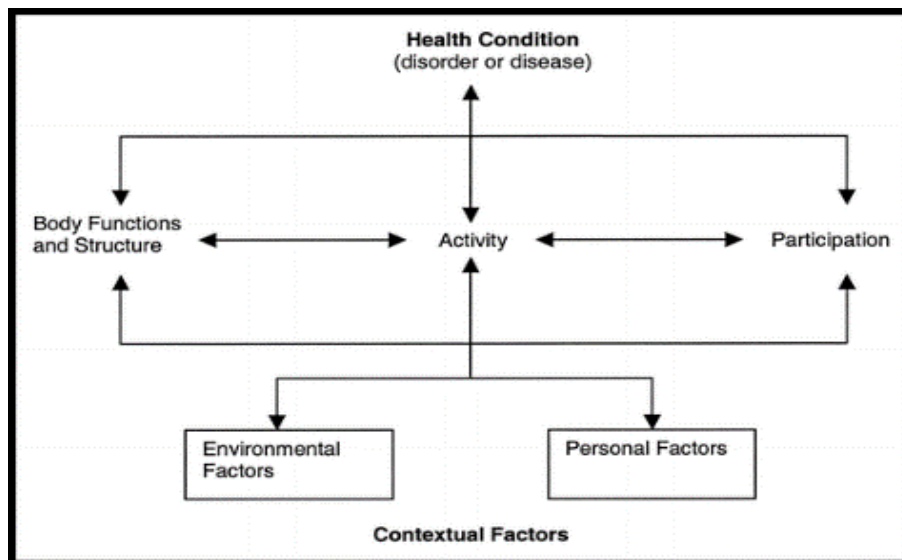 Health Condition
(disorder or disease)
Body Functions
and Structure
Activity
Participation
Environmental
Factors
Personal Factors
Contextual Factors